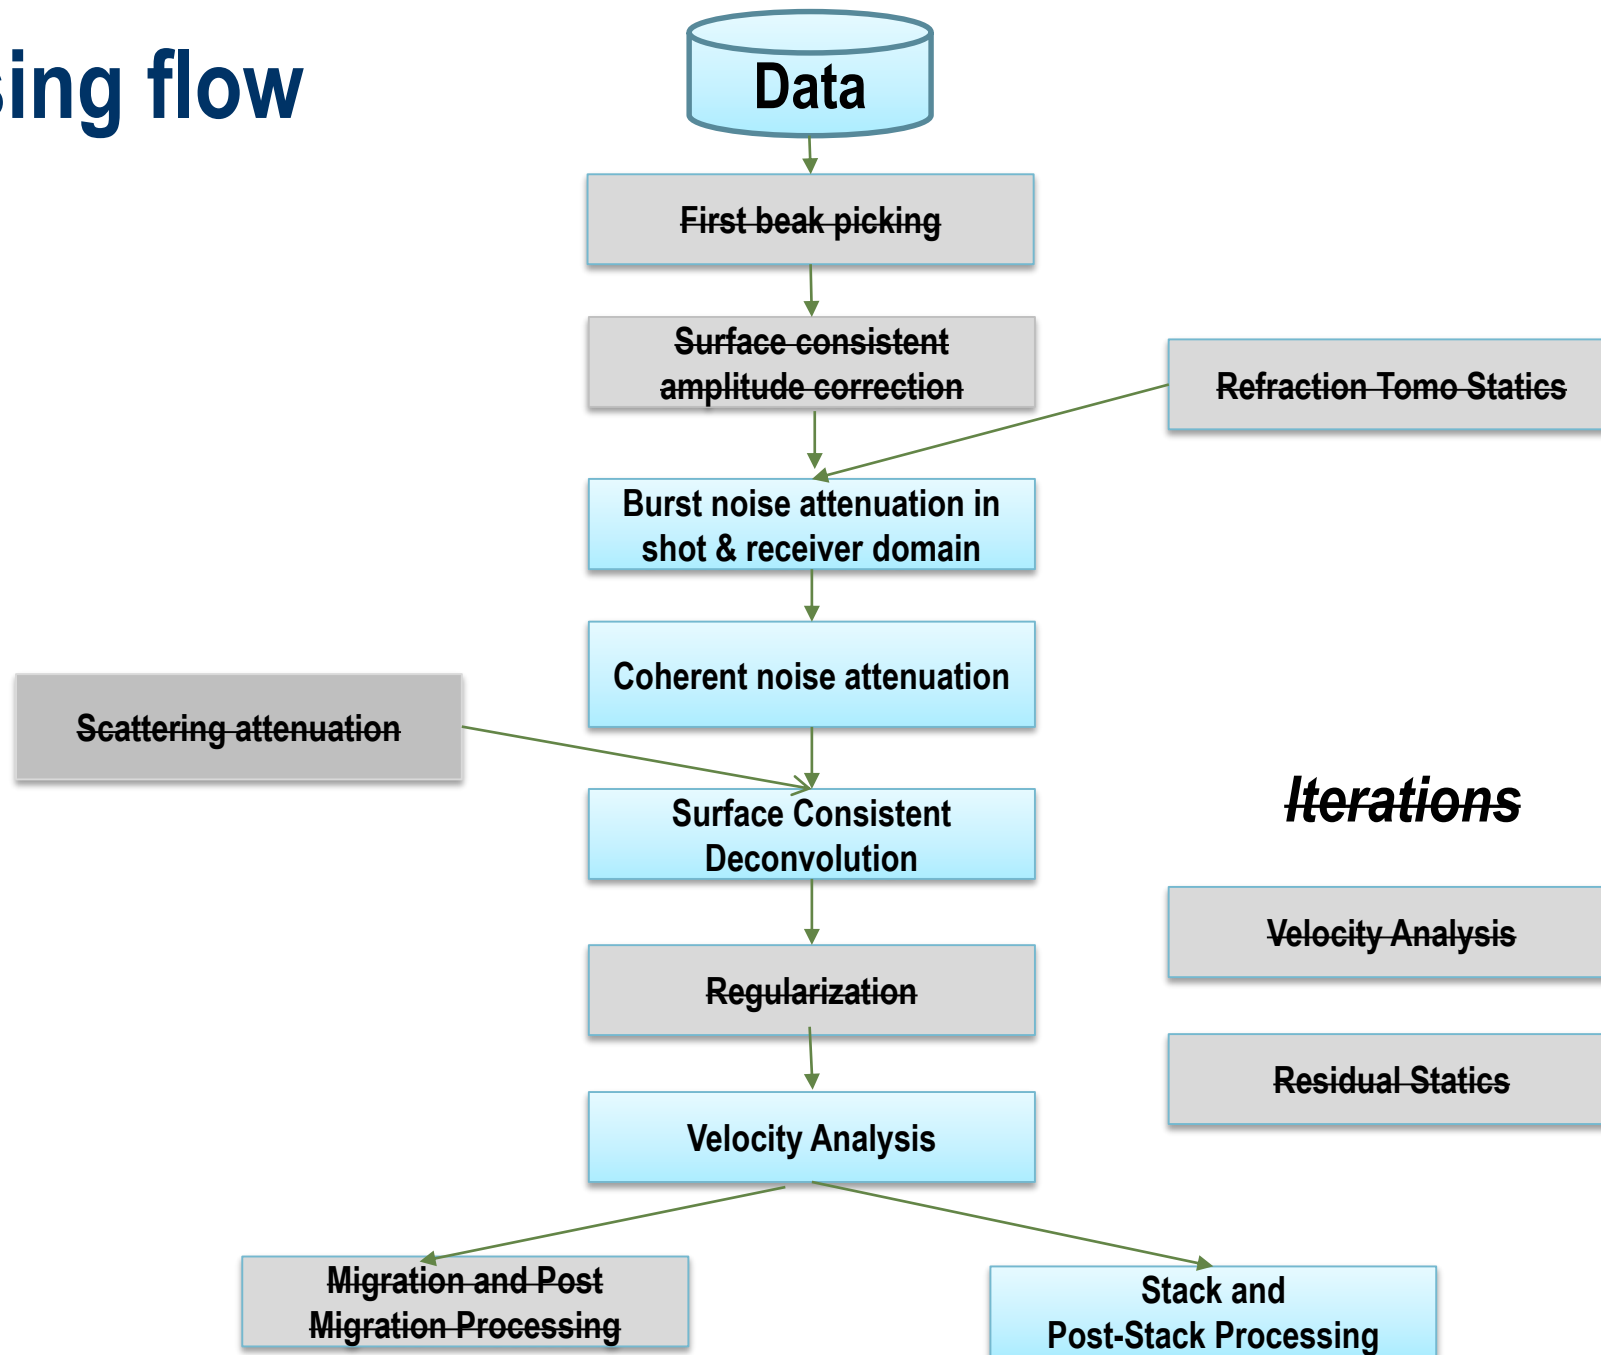 sing flow
Data
First beak picking
Surface consistent
amplitude correction
Refraction Tomo Statics
Burst noise attenuation in
shot & receiver domain
Coherent noise attenuation
Scattering attenuation
Surface Consistent
Deconvolution
Iterations
Velocity Analysis
Regularization
Residual Statics
Velocity Analysis
Migration and Post
Migration Processing
Stack and
Post-Stack Processing